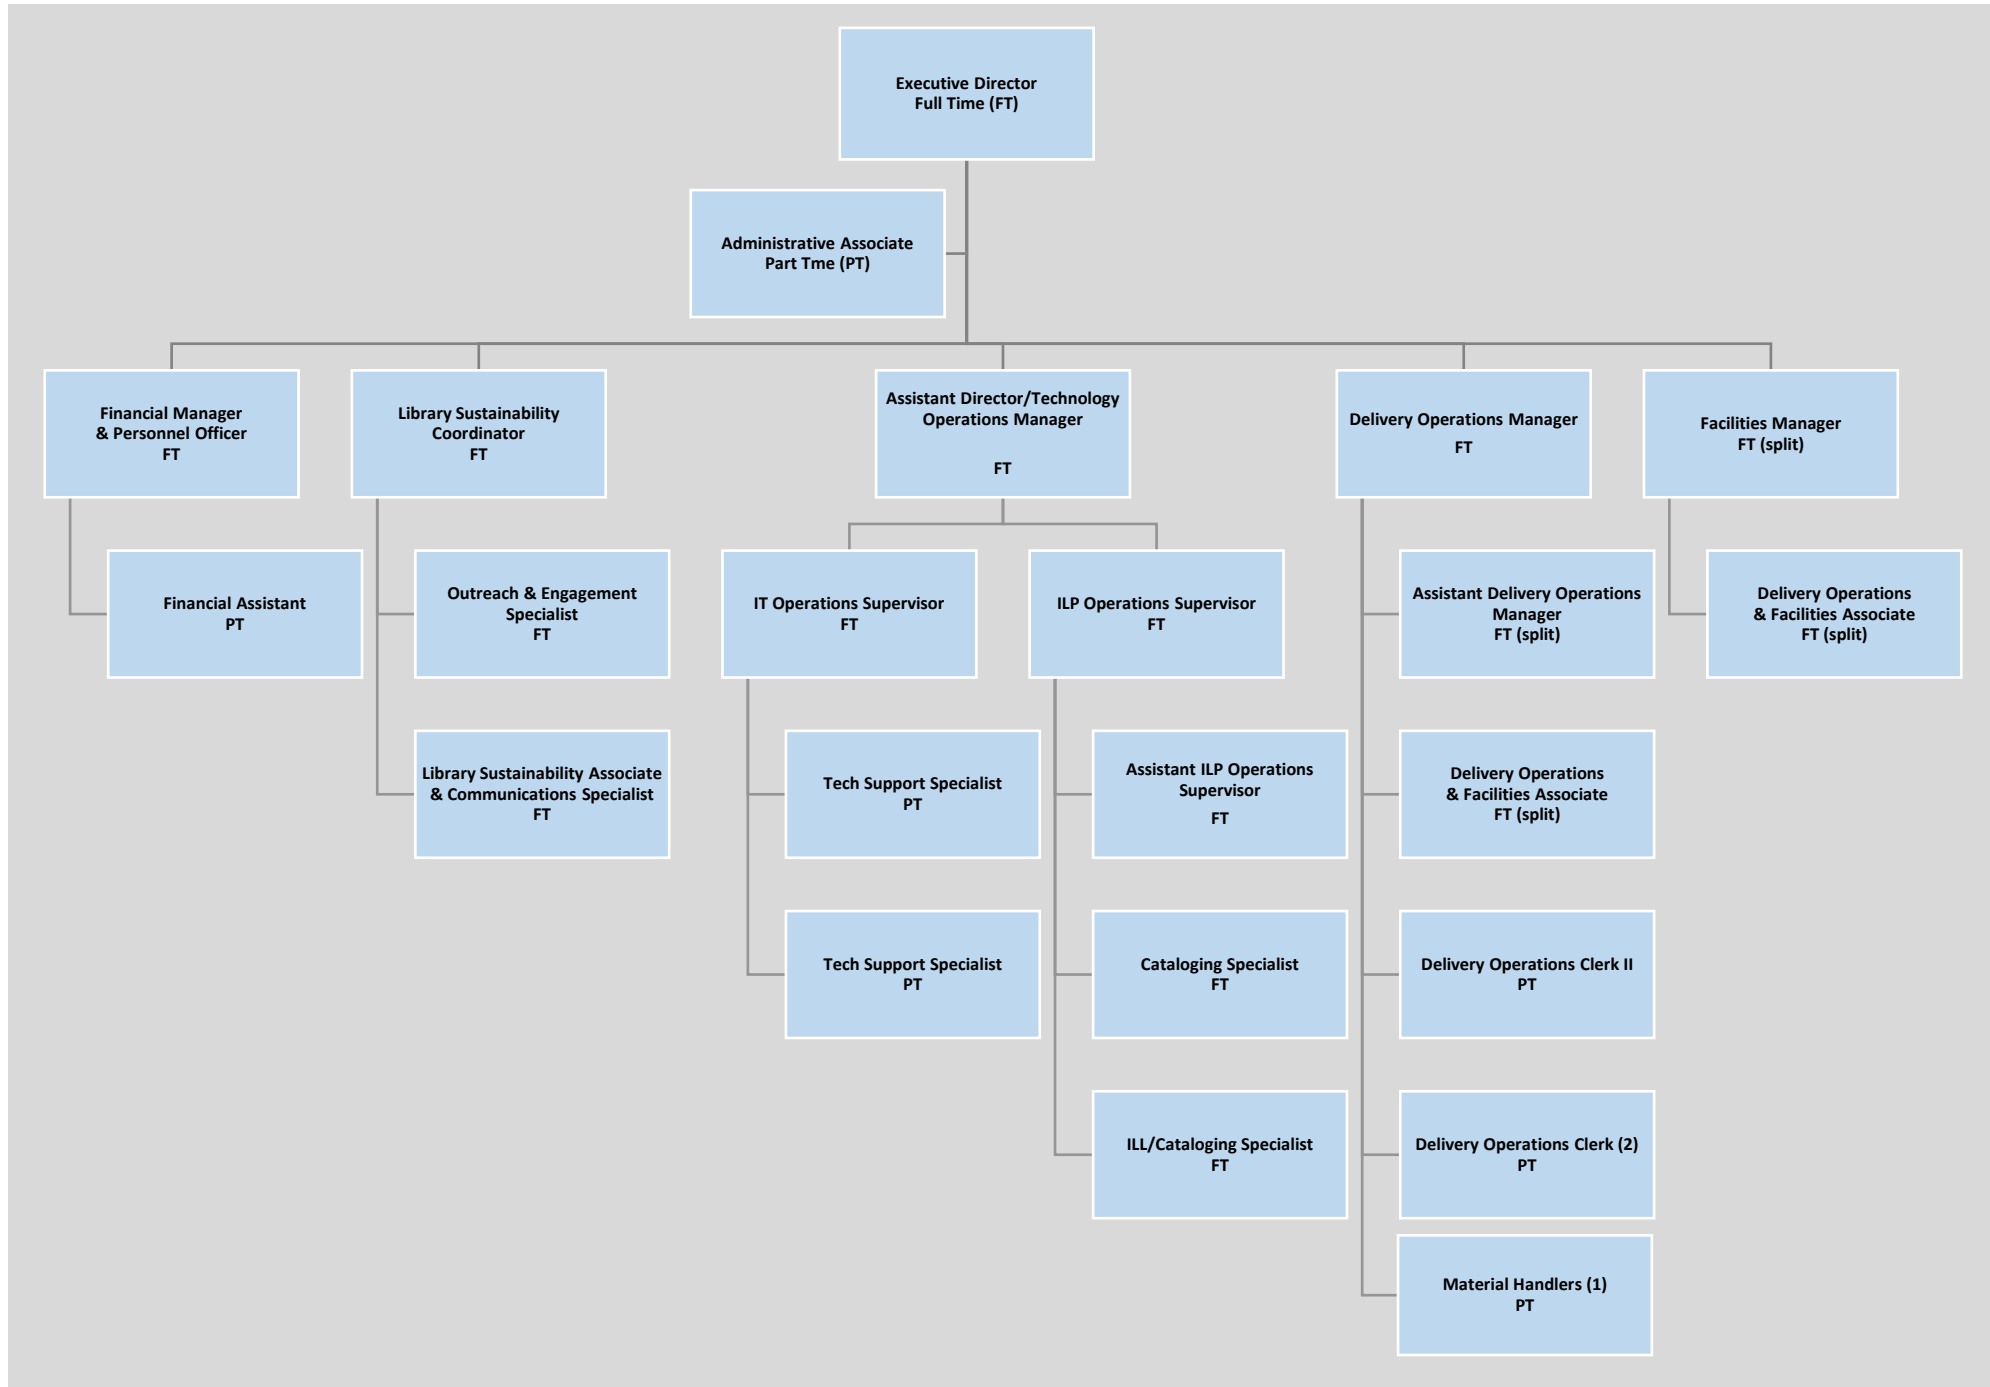 Executive Director
Full Time (FT)
Administrative Associate
Part Tme (PT)
Financial Manager
& Personnel Officer
FT
Library Sustainability
Coordinator
FT
Assistant Director/Technology
Operations Manager
FT
Delivery Operations Manager
FT
Facilities Manager
FT (split)
Financial Assistant
PT
Outreach & Engagement
Specialist
FT
IT Operations Supervisor
FT
ILP Operations Supervisor
FT
Assistant Delivery Operations
Manager
FT (split)
Delivery Operations
& Facilities Associate
FT (split)
Library Sustainability Associate
& Communications Specialist
FT
Tech Support Specialist
PT
Assistant ILP Operations
Supervisor
FT
Delivery Operations
& Facilities Associate
FT (split)
Tech Support Specialist
PT
Cataloging Specialist
FT
Delivery Operations Clerk II
PT
ILL/Cataloging Specialist
FT
Delivery Operations Clerk (2)
PT
Material Handlers (1)
PT